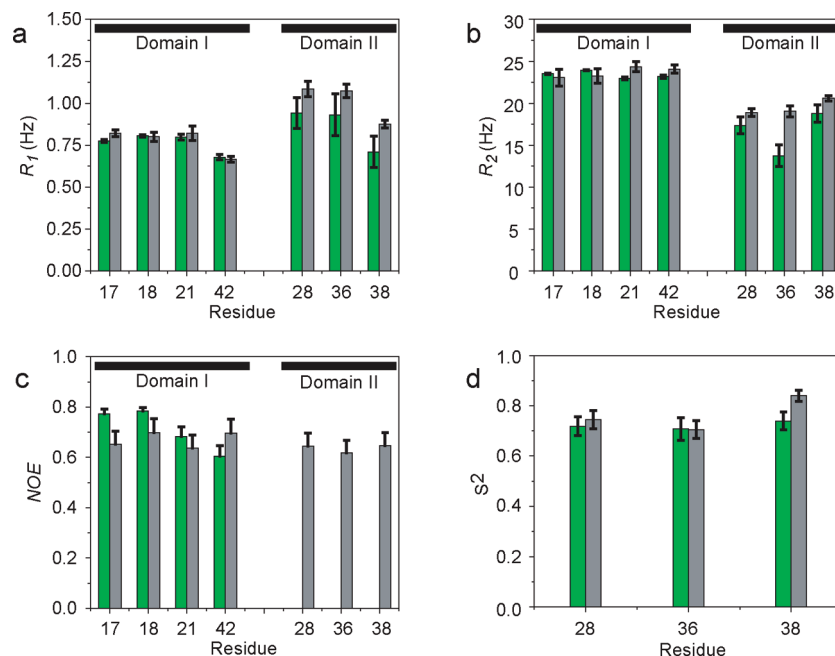 a
Domain I
Domain II
R1 (Hz)
1.50
1.25
1.00
0.75
0.50
0.25
0.00
17 18 21 42 28 36 38
Residue
b
Domain I
Domain II
R2 (Hz)
30
25
20
15
10
5
0
17 18 21 42 28 36 38
Residue
c
Domain I
Domain II
NOE
1.0
0.8
0.6
0.4
0.2
0.0
17 18 21 42 28 36 38
Residue
d
S2
1.0
0.8
0.6
0.4
0.2
0.0
28 36 38
Residue